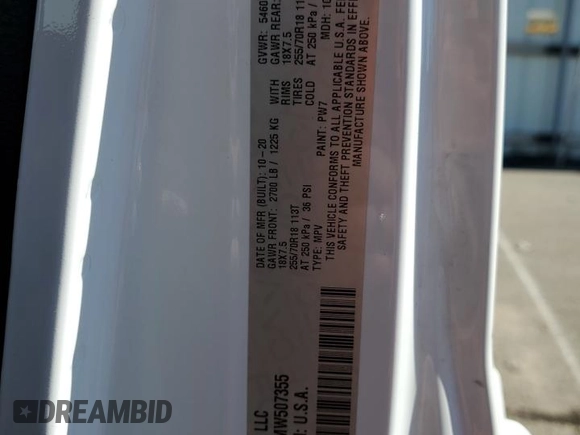 LLC
DATE OF MFR (BUILT): 10-20
GVWR: 5460
GAWR FRONT: 2700 LB / 1225 KG WITH
GAWR REAR:
18X7.5 RIMS 18X7.5
255/70R18 113T TIRES 255/70R18 11
AT 250 kPa / 36 PSI COLD AT 250 kPa /
MW507355
TYPE: MPV PAINT: PW7 MDH: 10
: U.S.A.
THIS VEHICLE CONFORMS TO ALL APPLICABLE U.S.A. FE
SAFETY AND THEFT PREVENTION STANDARDS IN EFFE
MANUFACTURE SHOWN ABOVE.
DREAMBID